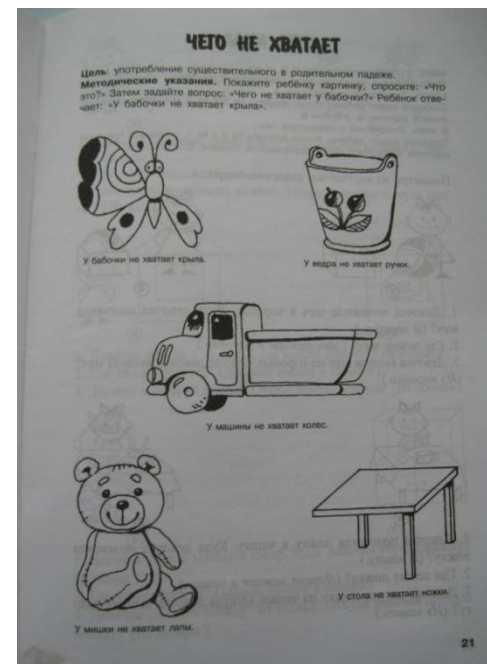 ЧЕГО НЕ ХВАТАЕТ
Цель: употребление существительного в родительном падеже.
Методические указания. Покажите ребёнку картинку, спросите: «Что
это?» Затем задайте вопрос: «Чего не хватает у бабочки?» Ребёнок отве-
чает: «У бабочки не хватает крыла».
У бабочки не хватает крыла.
У ведра не хватает ручки.
У машины не хватает колес.
У стола не хватает ножки.
У мишки не хватает лапы.
21